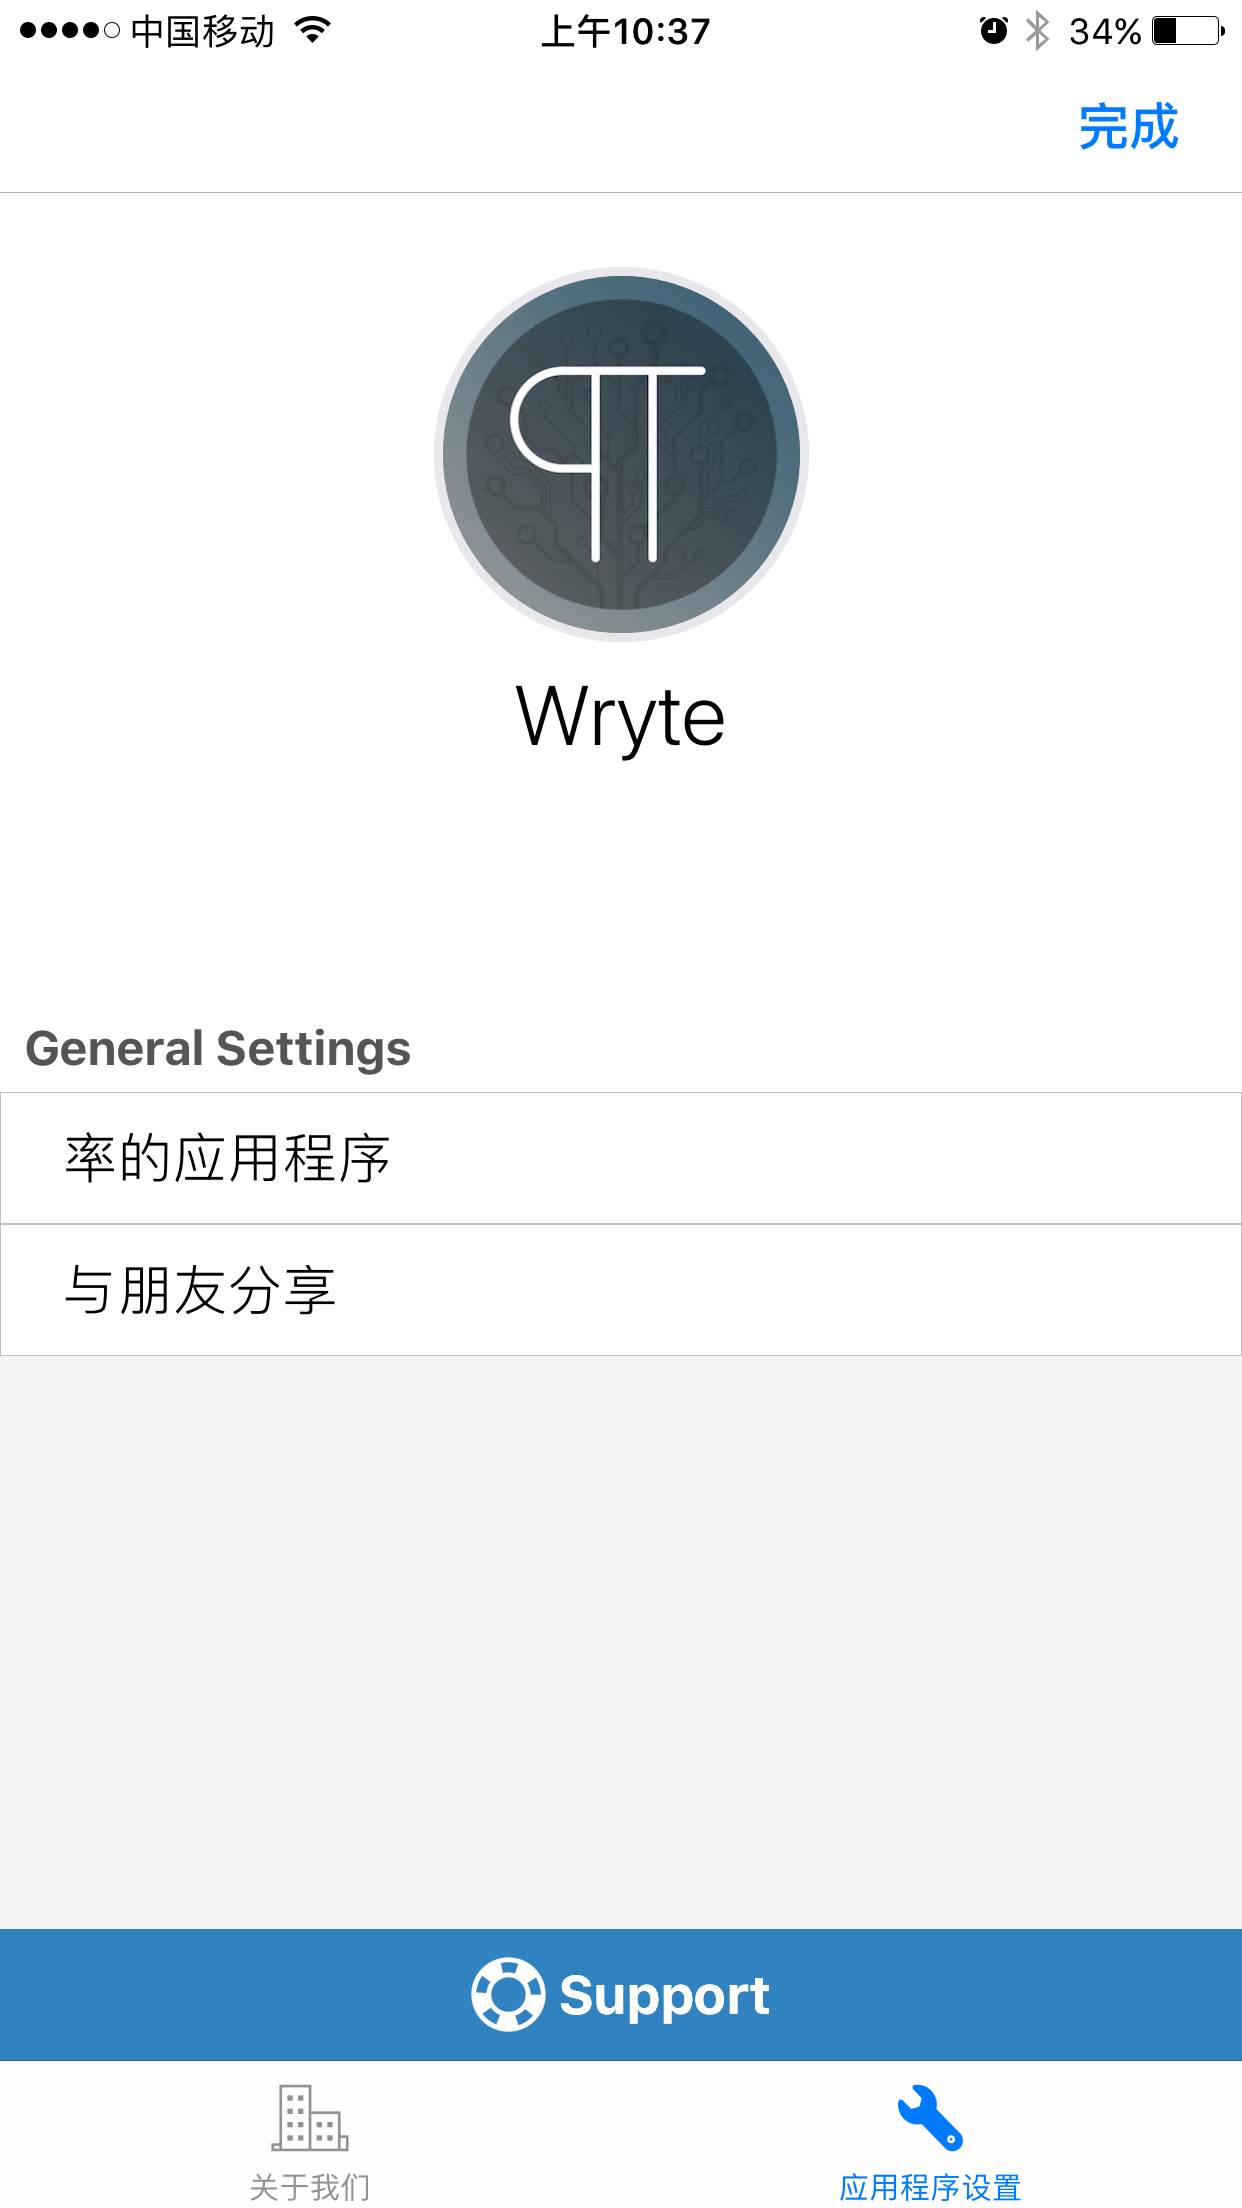 中国移动 上午10:37 34%
完成
Wryte
General Settings
率的应用程序
与朋友分享
Support
关于我们 应用程序设置